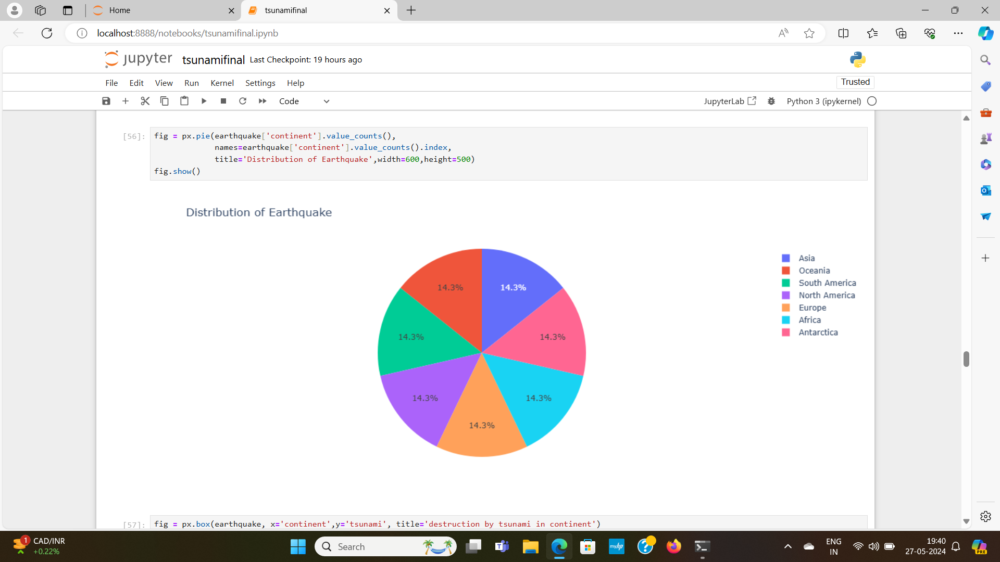 Home
tsunamifinal
localhost:8888/notebooks/tsunamifinal.ipynb
jupyter tsunamifinal Last Checkpoint: 19 hours ago
File Edit View Run Kernel Settings Help
Trusted
Code
JupyterLab
Python 3 (ipykernel)
[56]:
fig = px.pie(earthquake['continent'].value_counts(),
names=earthquake['continent'].value_counts().index,
title='Distribution of Earthquake',width=600,height=500)
fig.show()
Distribution of Earthquake
14.3%
14.3%
14.3%
14.3%
14.3%
14.3%
14.3%
Asia
Oceania
South America
North America
Europe
Africa
Antarctica
[57]:
fig = px.box(earthquake, x='continent',y='tsunami', title='destruction by tsunami in continent')
1
CAD/INR
+0.22%
Search
myhp
ENG
IN
19:40
27-05-2024
PRE